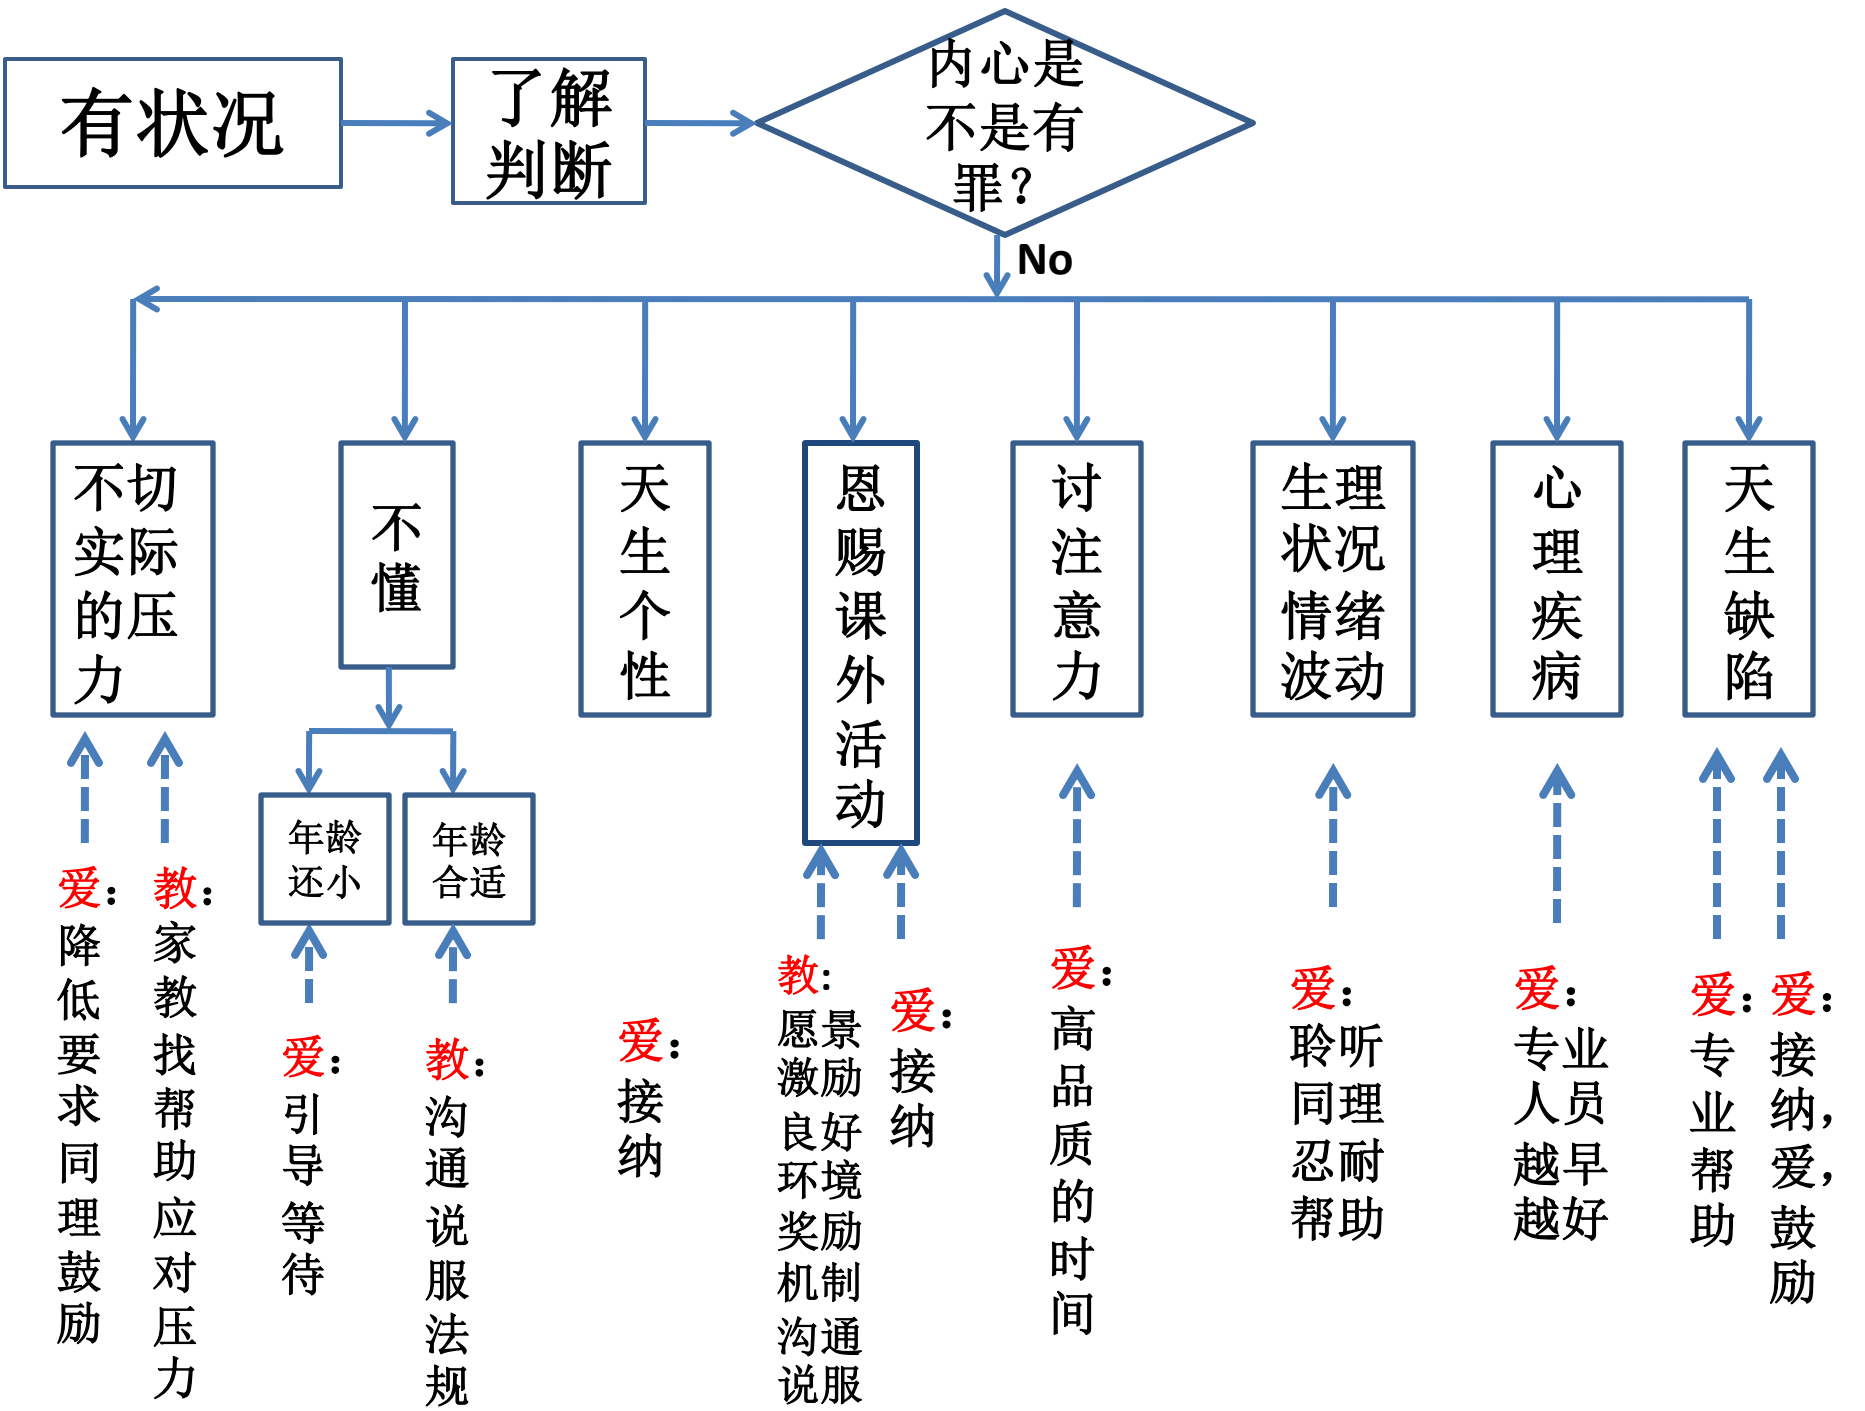 有状况
了解
判断
内心是
不是有
罪？
No
不切
实际
的压
力
不
懂
天
生
个
性
恩
赐
课
外
活
动
讨
注
意
力
生理
状况
情绪
波动
心
理
疾
病
天
生
缺
陷
年龄
还小
年龄
合适
爱：
降
低
要
求
同
理
鼓
励
教：
家
教
找
帮
助
应
对
压
力
爱：
引
导
等
待
教：
沟
通
说
服
法
规
爱：
接
纳
教:
愿景
激励
良好
环境
奖励
机制
沟通
说服
爱：
接
纳
爱：
高
品
质
的
时
间
爱：
聆听
同理
忍耐
帮助
爱：
专业
人员
越早
越好
爱：
专
业
帮
助
爱：
接
纳，
爱，
鼓
励